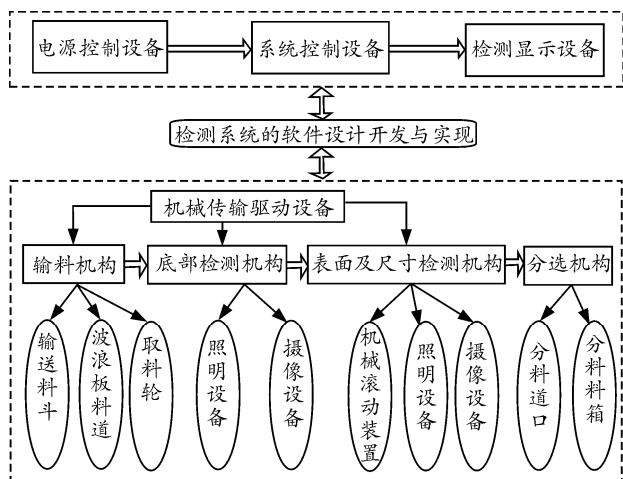 电源控制设备
系统控制设备
检测显示设备
检测系统的软件设计开发与实现
机械传输驱动设备
输料机构
底部检测机构
表面及尺寸检测机构
分选机构
输送料斗
波浪板料道
取料轮
照明设备
摄像设备
机械滚动装置
照明设备
摄像设备
分料道口
分料料箱